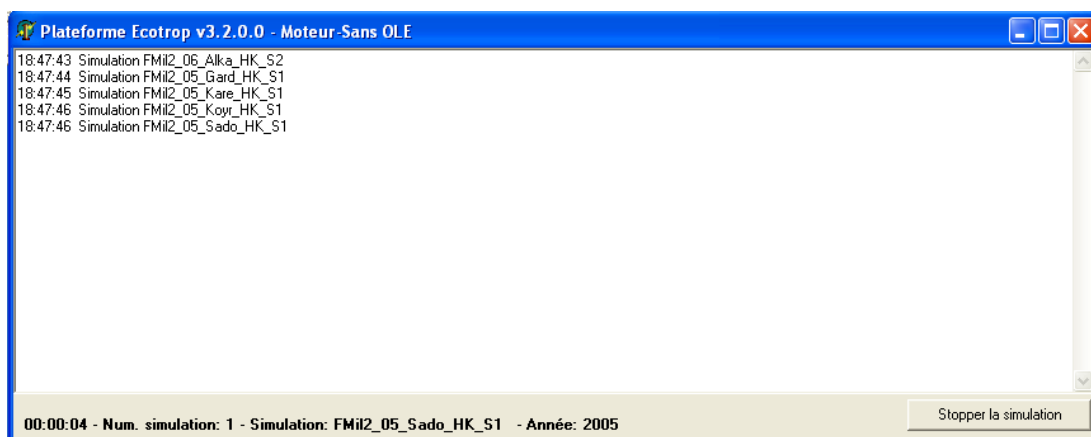 Plateforme Ecotrop v3.2.0.0 - Moteur-Sans OLE
18:47:43 Simulation FMil2_06_Alka_HK_S2
18:47:44 Simulation FMil2_05_Gard_HK_S1
18:47:45 Simulation FMil2_05_Kare_HK_S1
18:47:46 Simulation FMil2_05_Koyr_HK_S1
18:47:46 Simulation FMil2_05_Sado_HK_S1
00:00:04 - Num. simulation: 1 - Simulation: FMil2_05_Sado_HK_S1 - Année: 2005
Stopper la simulation